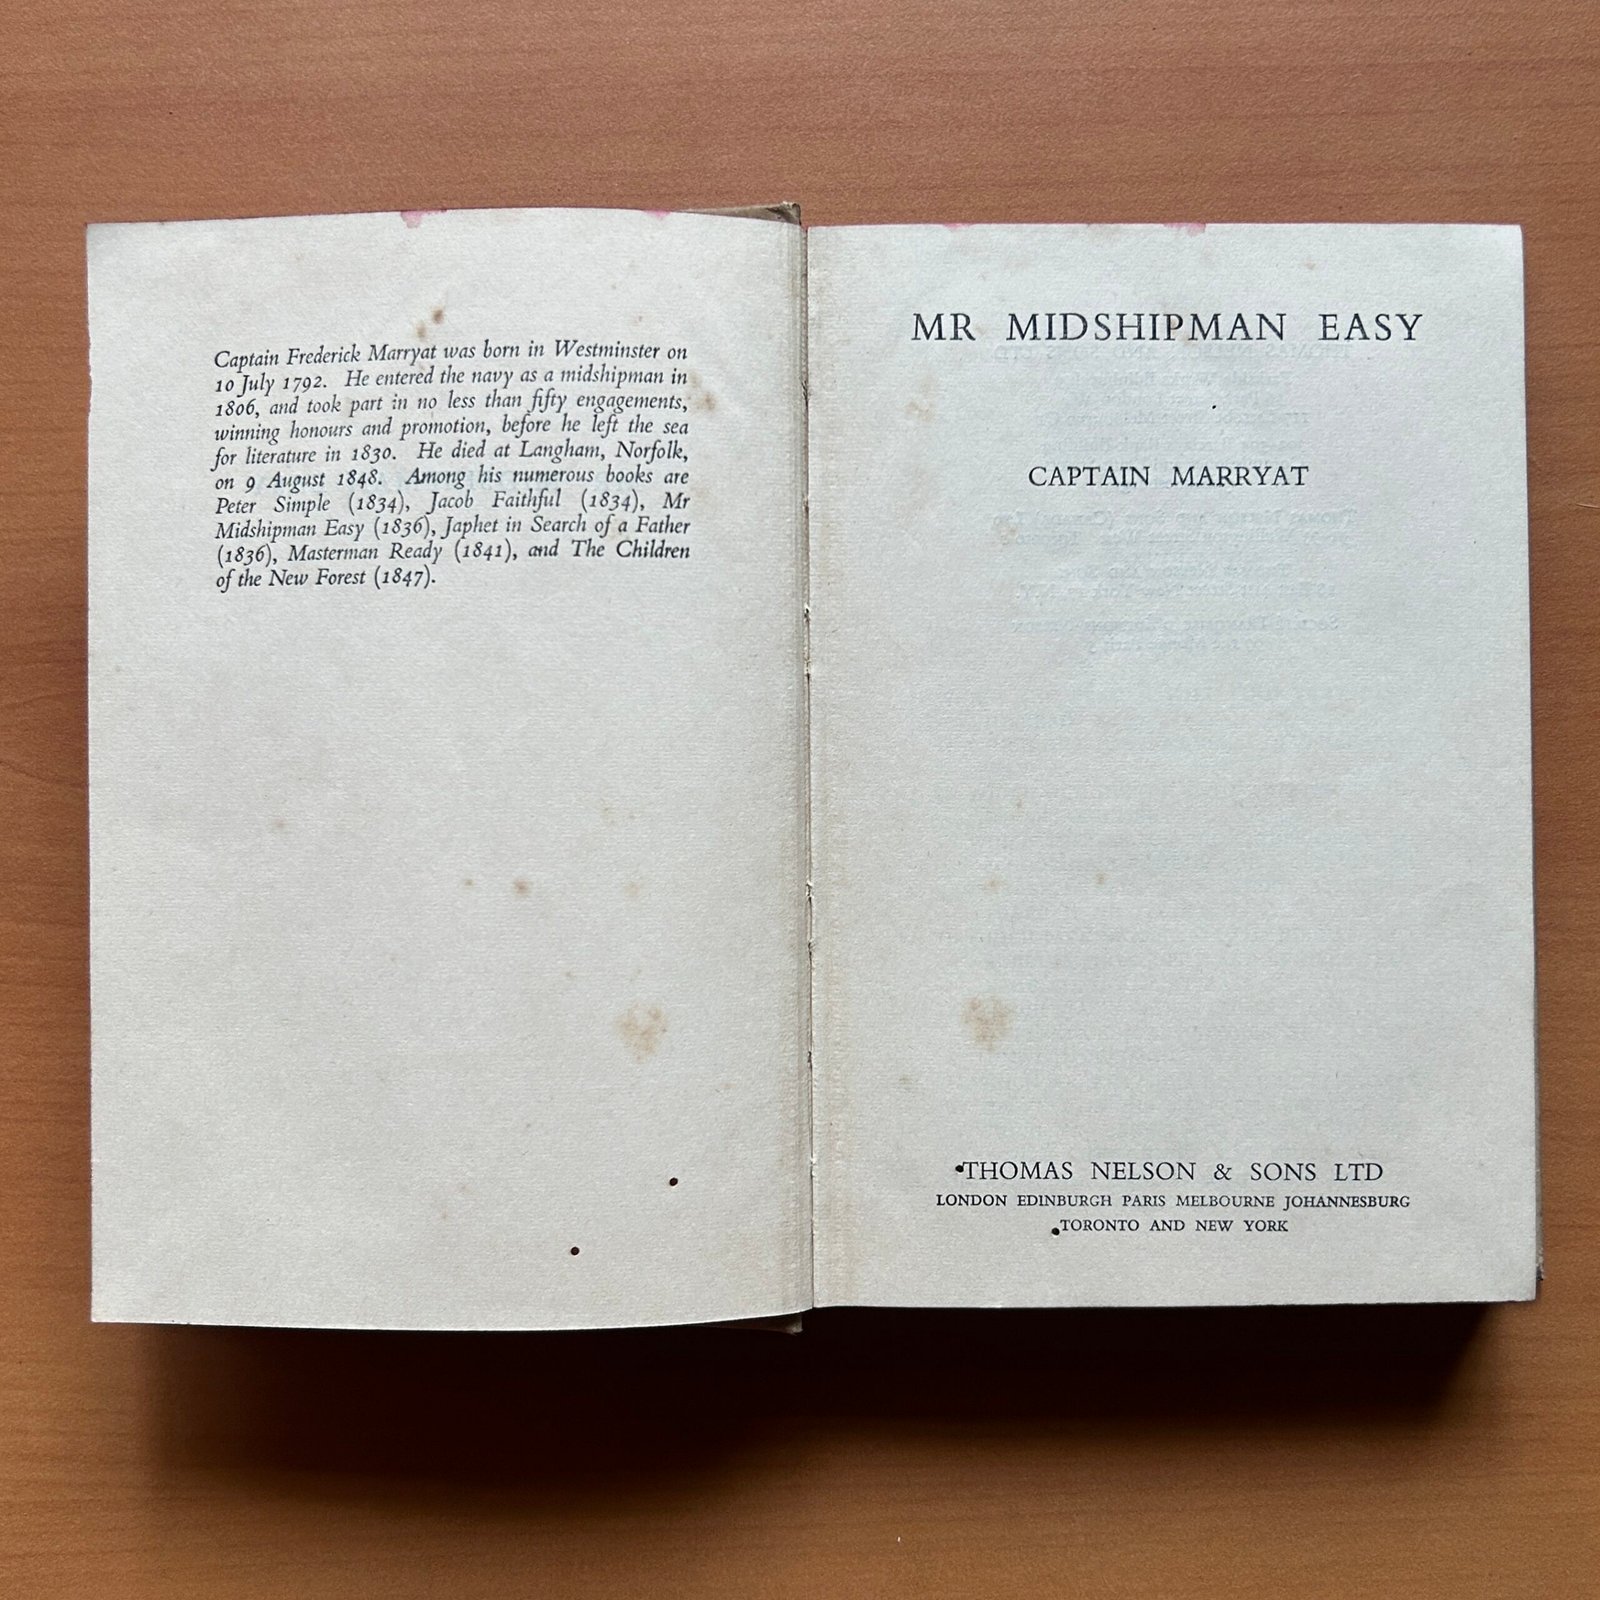 Captain Frederick Marryat was born in Westminster on
10 July 1792. He entered the navy as a midshipman in
1806, and took part in no less than fifty engagements,
winning honours and promotion, before he left the sea
for literature in 1830. He died at Langham, Norfolk,
on 9 August 1848. Among his numerous books are
Peter Simple (1834), Jacob Faithful (1834), Mr
Midshipman Easy (1836), Japhet in Search of a Father
(1836), Masterman Ready (1841), and The Children
of the New Forest (1847).
MR MIDSHIPMAN EASY
CAPTAIN MARRYAT
THOMAS NELSON & SONS LTD
LONDON EDINBURGH PARIS MELBOURNE JOHANNESBURG
TORONTO AND NEW YORK